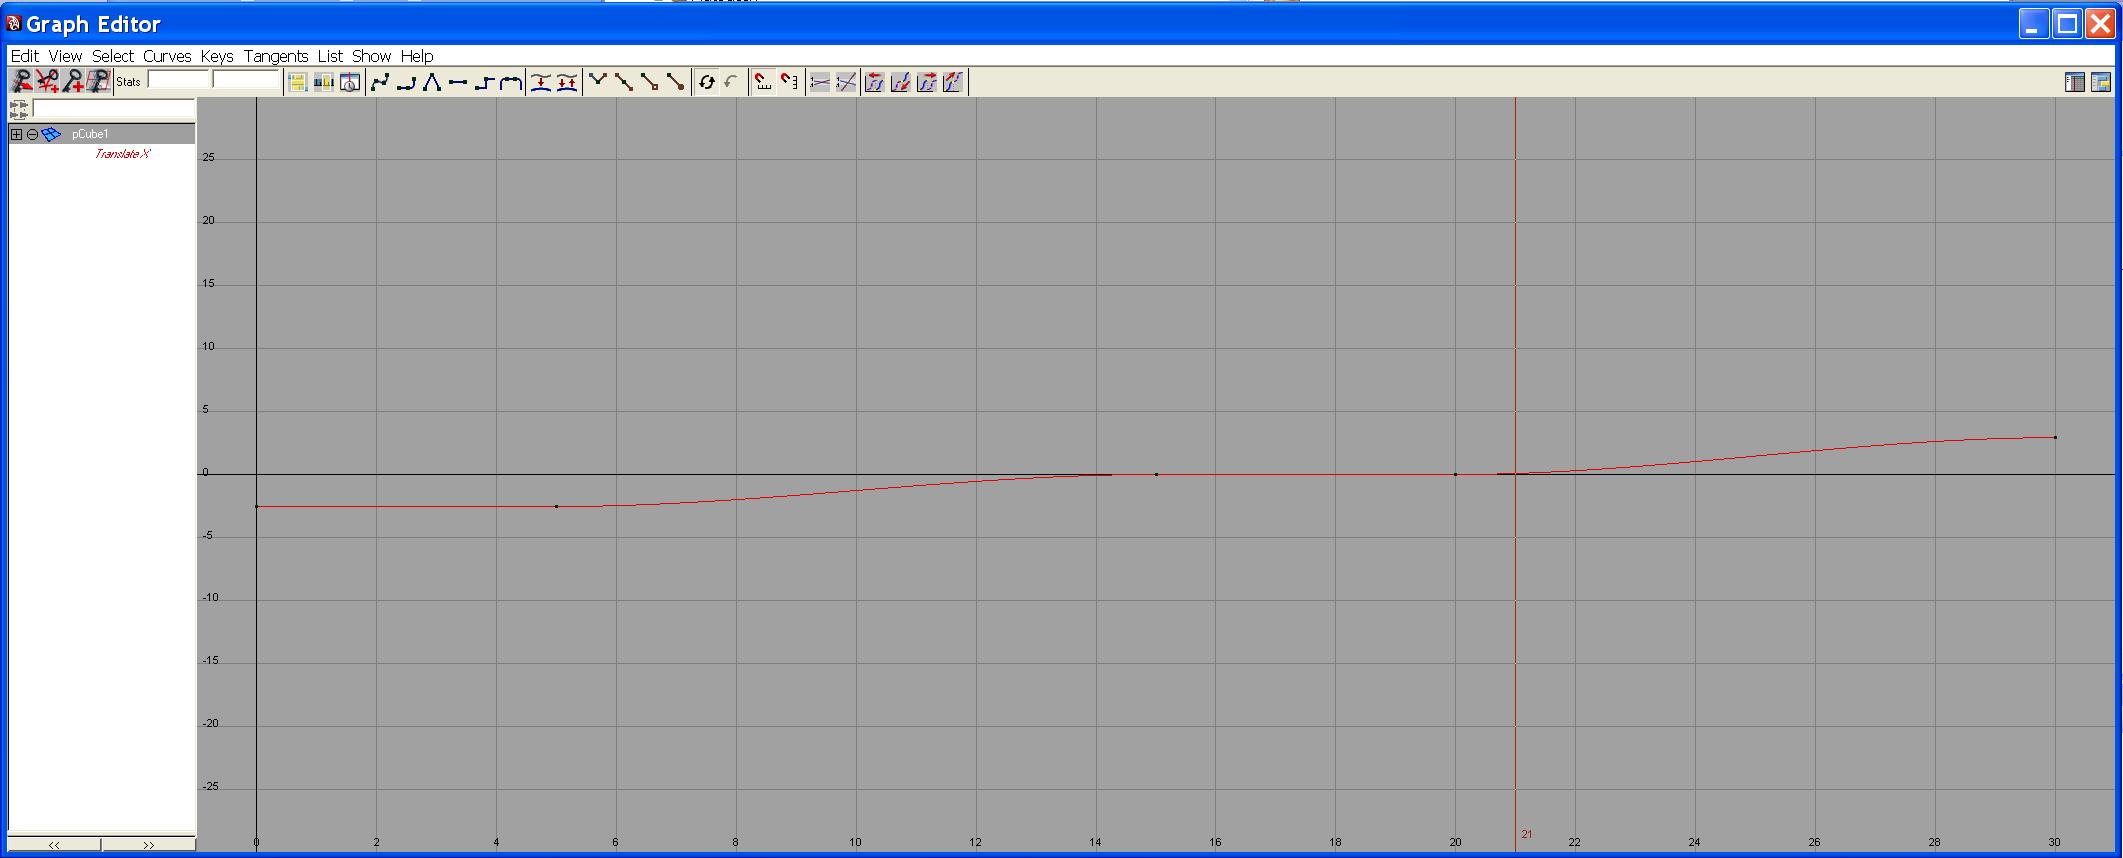 Graph Editor
Edit View Select Curves Keys Tangents List Show Help
Stats
pCube1
Translate X
25
20
15
10
5
0
-5
-10
-15
-20
-25
21
0 2 4 6 8 10 12 14 16 18 20 22 24 26 28 30
<< >>